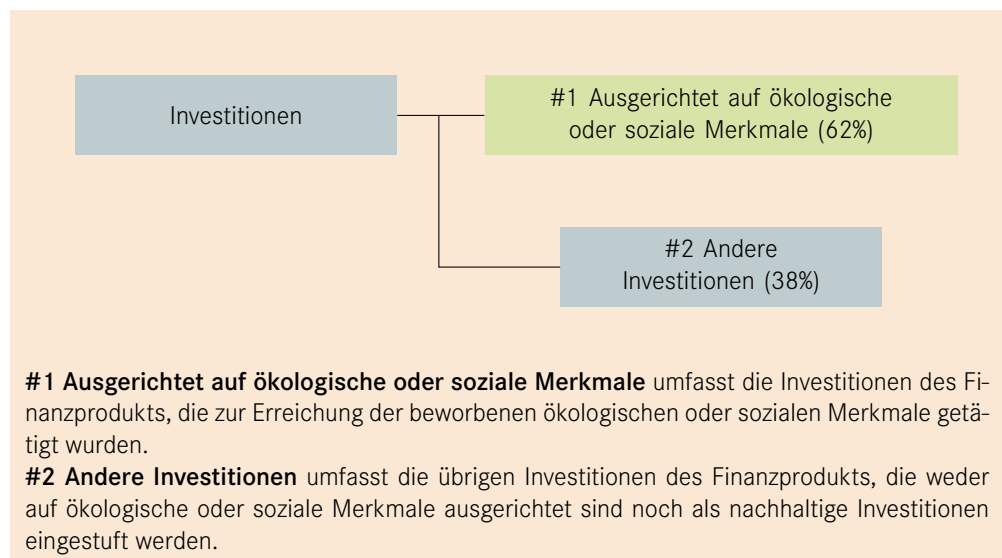 Investitionen
#1 Ausgerichtet auf ökologische
oder soziale Merkmale (62%)
#2 Andere
Investitionen (38%)
#1 Ausgerichtet auf ökologische oder soziale Merkmale umfasst die Investitionen des Fi-
nanzprodukts, die zur Erreichung der beworbenen ökologischen oder sozialen Merkmale getä-
tigt wurden.
#2 Andere Investitionen umfasst die übrigen Investitionen des Finanzprodukts, die weder
auf ökologische oder soziale Merkmale ausgerichtet sind noch als nachhaltige Investitionen
eingestuft werden.